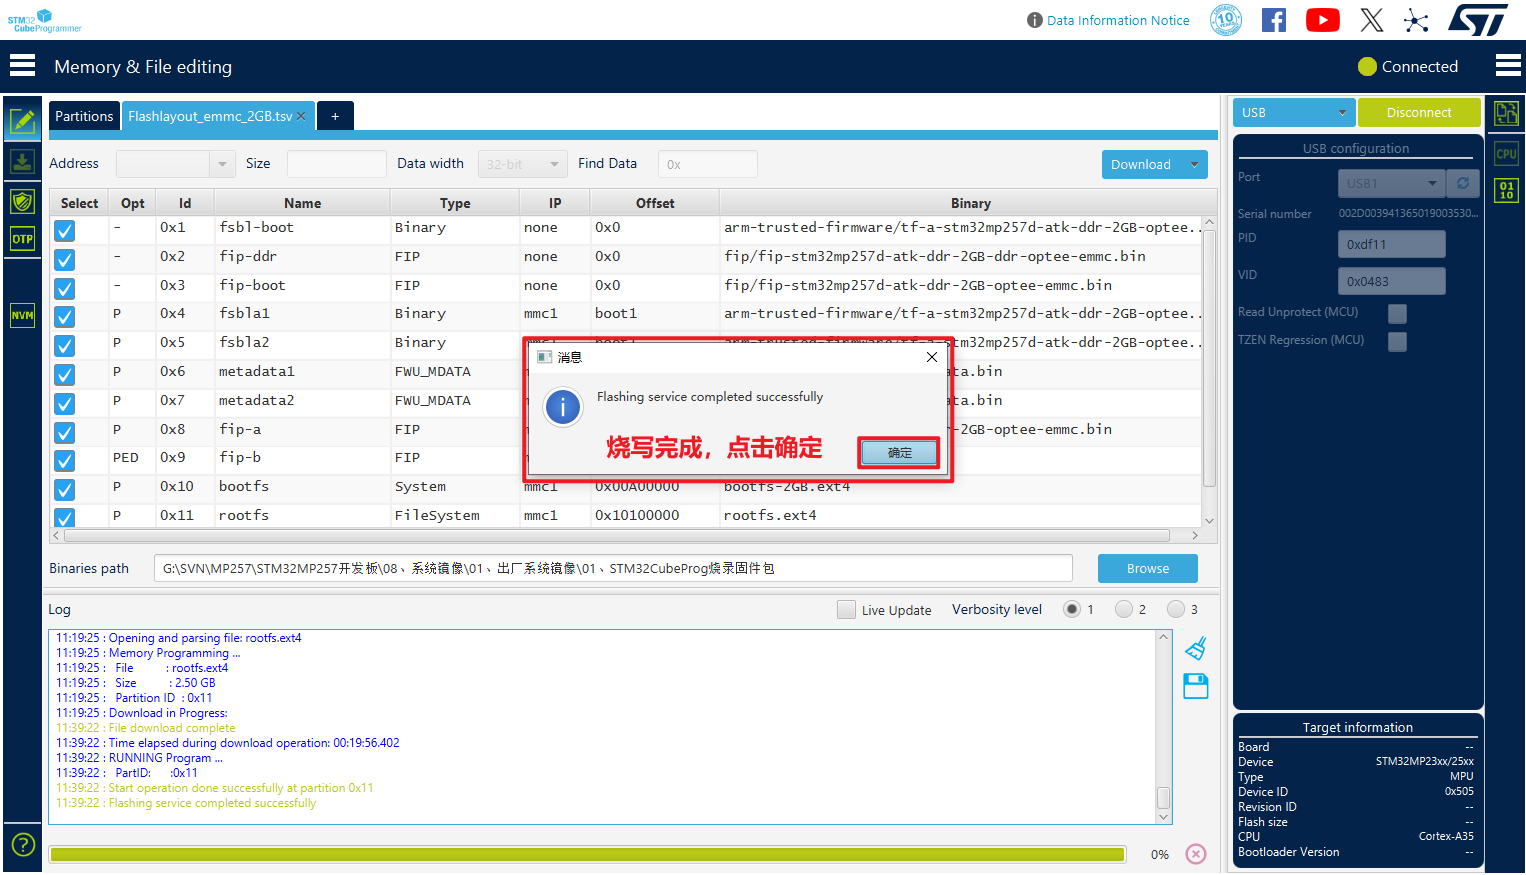 STM32
CubeProgrammer
Data Information Notice
10
Memory & File editing
Connected
Partitions
Flashlayout_emmc_2GB.tsv
+
USB
Disconnect
Address
Size
Data width
32-bit
Find Data
0x
Download
Select Opt Id Name Type IP Offset Binary
- 0x1 fsbl-boot Binary none 0x0 arm-trusted-firmware/tf-a-stm32mp257d-atk-ddr-2GB-optee..
- 0x2 fip-ddr FIP none 0x0 fip/fip-stm32mp257d-atk-ddr-2GB-ddr-optee-emmc.bin
- 0x3 fip-boot FIP none 0x0 fip/fip-stm32mp257d-atk-ddr-2GB-optee-emmc.bin
P 0x4 fsbla1 Binary mmc1 boot1 arm-trusted-firmware/tf-a-stm32mp257d-atk-ddr-2GB-optee..
P 0x5 fsbla2 Binary
P 0x6 metadata1 FWU_MDATA ta.bin
P 0x7 metadata2 FWU_MDATA ta.bin
P 0x8 fip-a FIP -2GB-optee-emmc.bin
PED 0x9 fip-b FIP
P 0x10 bootfs System mmc1 0x00A00000 bootfs-2GB.ext4
P 0x11 rootfs FileSystem mmc1 0x10100000 rootfs.ext4
消息
Flashing service completed successfully
烧写完成，点击确定
确定
Binaries path
G:\SVN\MP257\STM32MP257开发板\08、系统镜像\01、出厂系统镜像\01、STM32CubeProg烧录固件包
Browse
Log
Live Update
Verbosity level
1
2
3
11:19:25 : Opening and parsing file: rootfs.ext4
11:19:25 : Memory Programming ...
11:19:25 : File : rootfs.ext4
11:19:25 : Size : 2.50 GB
11:19:25 : Partition ID : 0x11
11:19:25 : Download in Progress:
11:39:22 : File download complete
11:39:22 : Time elapsed during download operation: 00:19:56.402
11:39:22 : RUNNING Program ...
11:39:22 : PartID: :0x11
11:39:22 : Start operation done successfully at partition 0x11
11:39:22 : Flashing service completed successfully
0%
USB configuration
Port USB1
Serial number 002D003941365019003530...
PID 0xdf11
VID 0x0483
Read Unprotect (MCU)
TZEN Regression (MCU)
Target information
Board --
Device STM32MP23xx/25xx
Type MPU
Device ID 0x505
Revision ID --
Flash size --
CPU Cortex-A35
Bootloader Version --
OTP
NVM
CPU
01
10